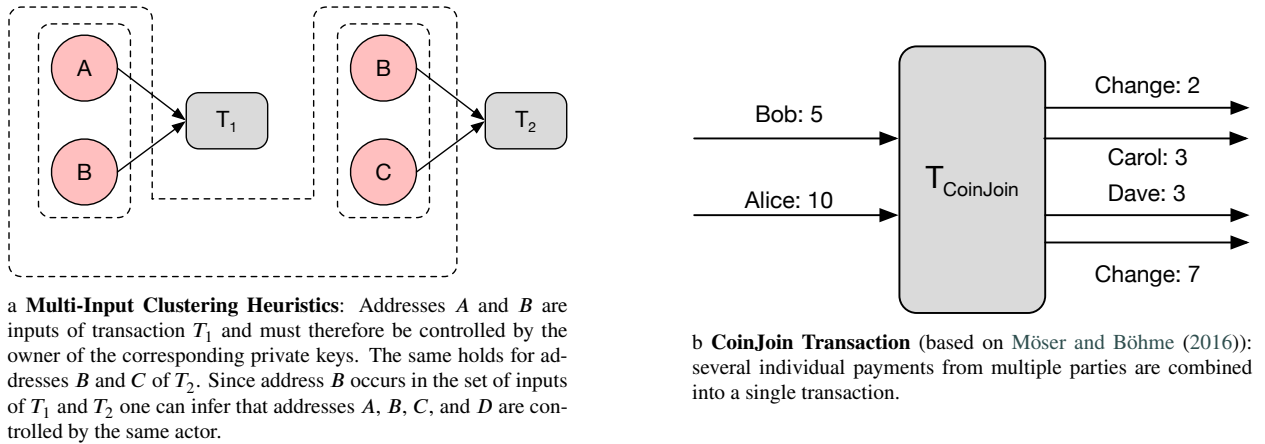 A
B
T1
B
C
T2
a Multi-Input Clustering Heuristics: Addresses A and B are
inputs of transaction T1 and must therefore be controlled by the
owner of the corresponding private keys. The same holds for ad-
dresses B and C of T2. Since address B occurs in the set of inputs
of T1 and T2 one can infer that addresses A, B, C, and D are con-
trolled by the same actor.
Bob: 5
Alice: 10
TCoinJoin
Change: 2
Carol: 3
Dave: 3
Change: 7
b CoinJoin Transaction (based on Möser and Böhme (2016)):
several individual payments from multiple parties are combined
into a single transaction.